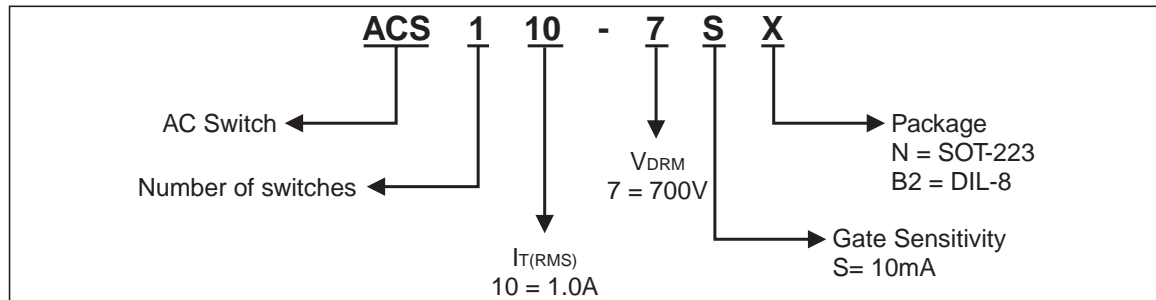 ACS 1 10 - 7 S X
AC Switch
Number of switches
IT(RMS)
10 = 1.0A
VDRM
7 = 700V
Package
N = SOT-223
B2 = DIL-8
Gate Sensitivity
S= 10mA